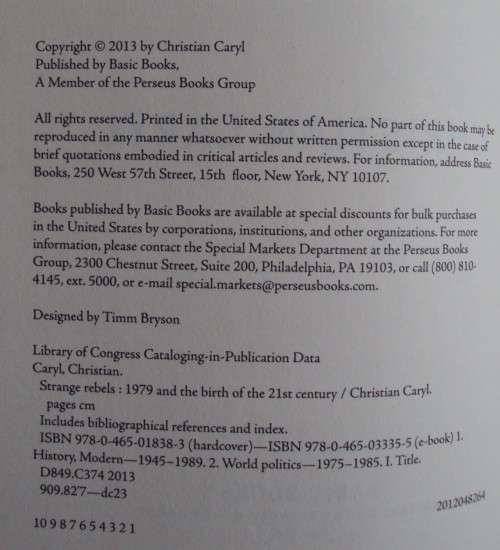 Copyright © 2013 by Christian Caryl
Published by Basic Books,
A Member of the Perseus Books Group
All rights reserved. Printed in the United States of America. No part of this book may be
reproduced in any manner whatsoever without written permission except in the case of
brief quotations embodied in critical articles and reviews. For information, address Basic
Books, 250 West 57th Street, 15th floor, New York, NY 10107.
Books published by Basic Books are available at special discounts for bulk purchases
in the United States by corporations, institutions, and other organizations. For more
information, please contact the Special Markets Department at the Perseus Books
Group, 2300 Chestnut Street, Suite 200, Philadelphia, PA 19103, or call (800) 810-
4145, ext. 5000, or e-mail special.markets@perseusbooks.com.
Designed by Timm Bryson
Library of Congress Cataloging-in-Publication Data
Caryl, Christian.
Strange rebels : 1979 and the birth of the 21st century / Christian Caryl.
pages cm
Includes bibliographical references and index.
ISBN 978-0-465-01838-3 (hardcover)—ISBN 978-0-465-03335-5 (e-book) 1.
History, Modern—1945–1989. 2. World politics—1975–1985. I. Title.
D849.C374 2013
909.827—dc23
2012048264
10 9 8 7 6 5 4 3 2 1